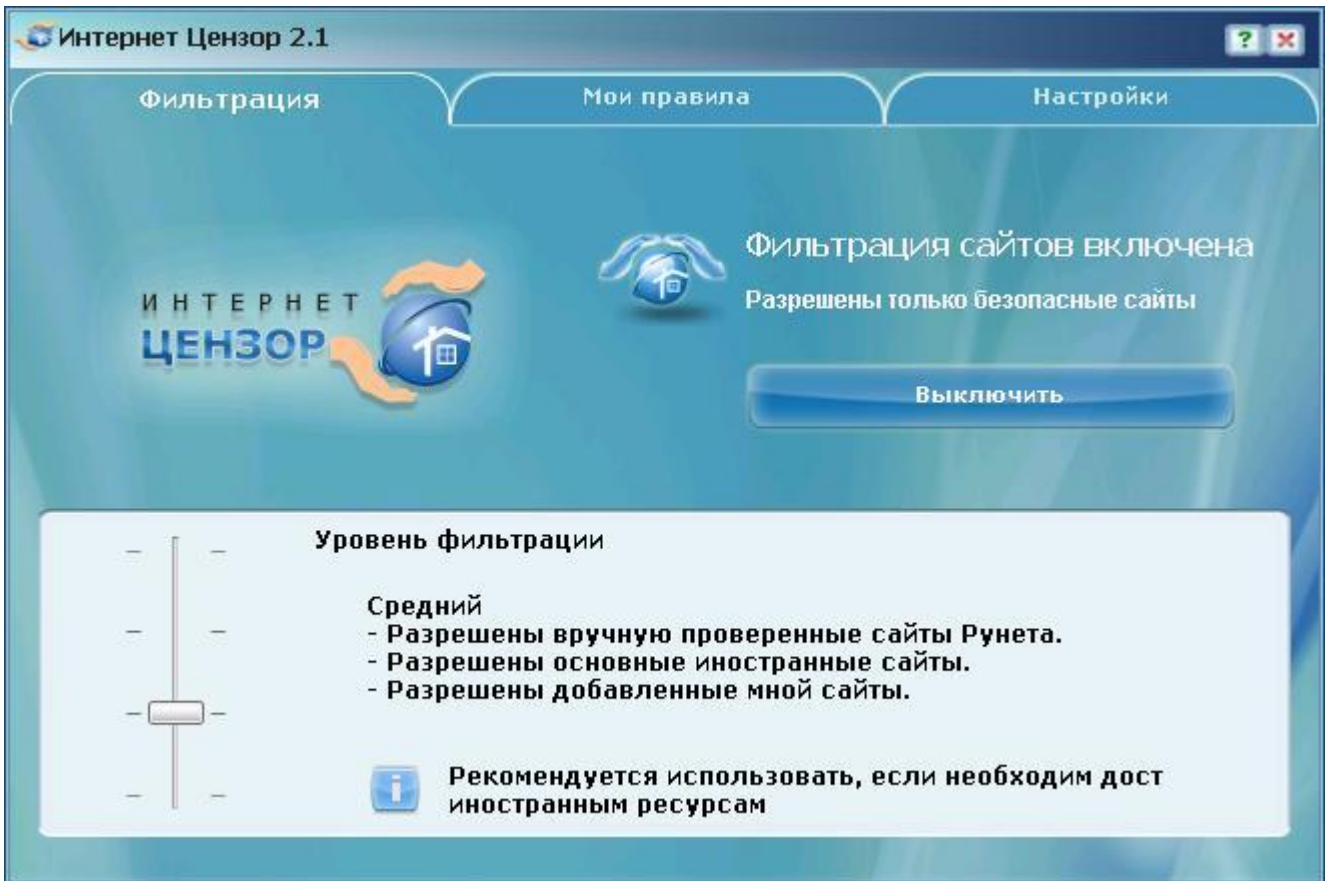 Интернет Цензор 2.1
Фильтрация
Мои правила
Настройки
ИНТЕРНЕТ
ЦЕНЗОР
Фильтрация сайтов включена
Разрешены только безопасные сайты
Выключить
Уровень фильтрации
Средний
- Разрешены вручную проверенные сайты Рунета.
- Разрешены основные иностранные сайты.
- Разрешены добавленные мной сайты.
Рекомендуется использовать, если необходим дост
иностранным ресурсам